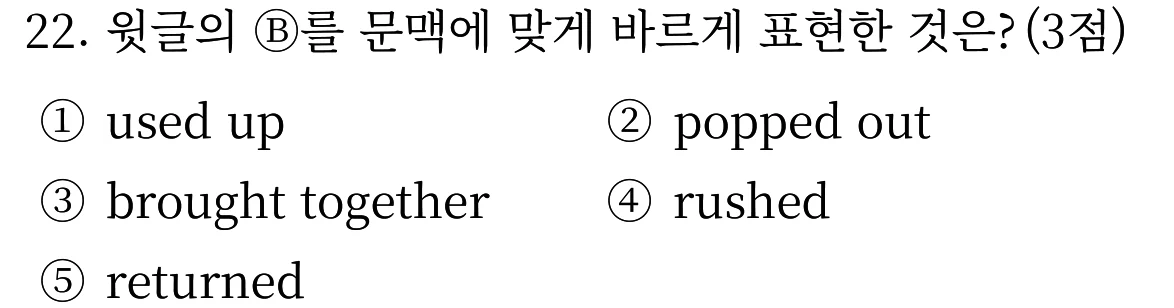 22. 윗글의 Ⓑ를 문맥에 맞게 바르게 표현한 것은?(3점)
① used up ② popped out
③ brought together ④ rushed
⑤ returned